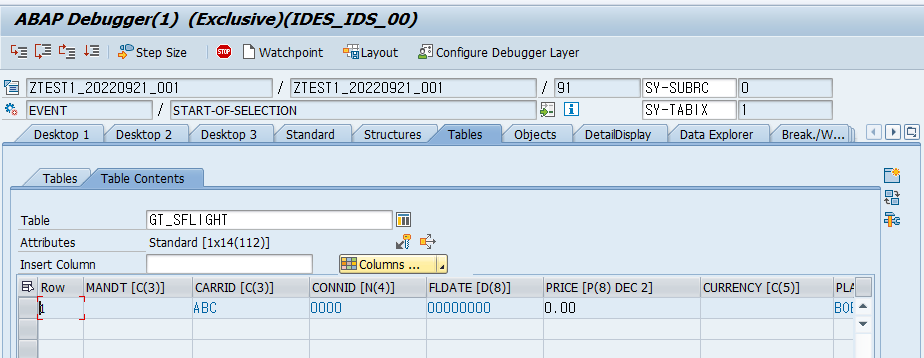 ABAP Debugger(1) (Exclusive)(IDES_IDS_00)
Step Size STOP Watchpoint Layout Configure Debugger Layer
ZTEST1_20220921_001 / ZTEST1_20220921_001 / 91 SY-SUBRC 0
EVENT / START-OF-SELECTION SY-TABIX 1
Desktop 1 Desktop 2 Desktop 3 Standard Structures Tables Objects DetailDisplay Data Explorer Break./W...
Tables Table Contents
Table GT_SFLIGHT
Attributes Standard [1x14(112)]
Insert Column Columns ...
Row MANDT [C(3)] CARRID [C(3)] CONNID [N(4)] FLDATE [D(8)] PRICE [P(8) DEC 2] CURRENCY [C(5)] PLA
1 ABC 0000 00000000 0.00